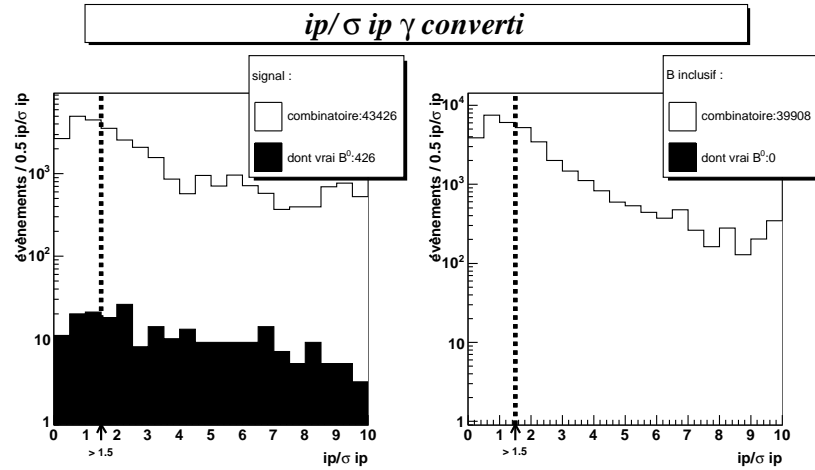 ip/σ ip γ converti
signal :
combinatoire:43426
dont vrai B⁰:426
évènements / 0.5 ip/σ ip
10³
10²
10
1
0 1 2 3 4 5 6 7 8 9 10
> 1.5
ip/σ ip
B inclusif :
combinatoire:39908
dont vrai B⁰:0
évènements / 0.5 ip/σ ip
10⁴
10³
10²
10
1
0 1 2 3 4 5 6 7 8 9 10
> 1.5
ip/σ ip